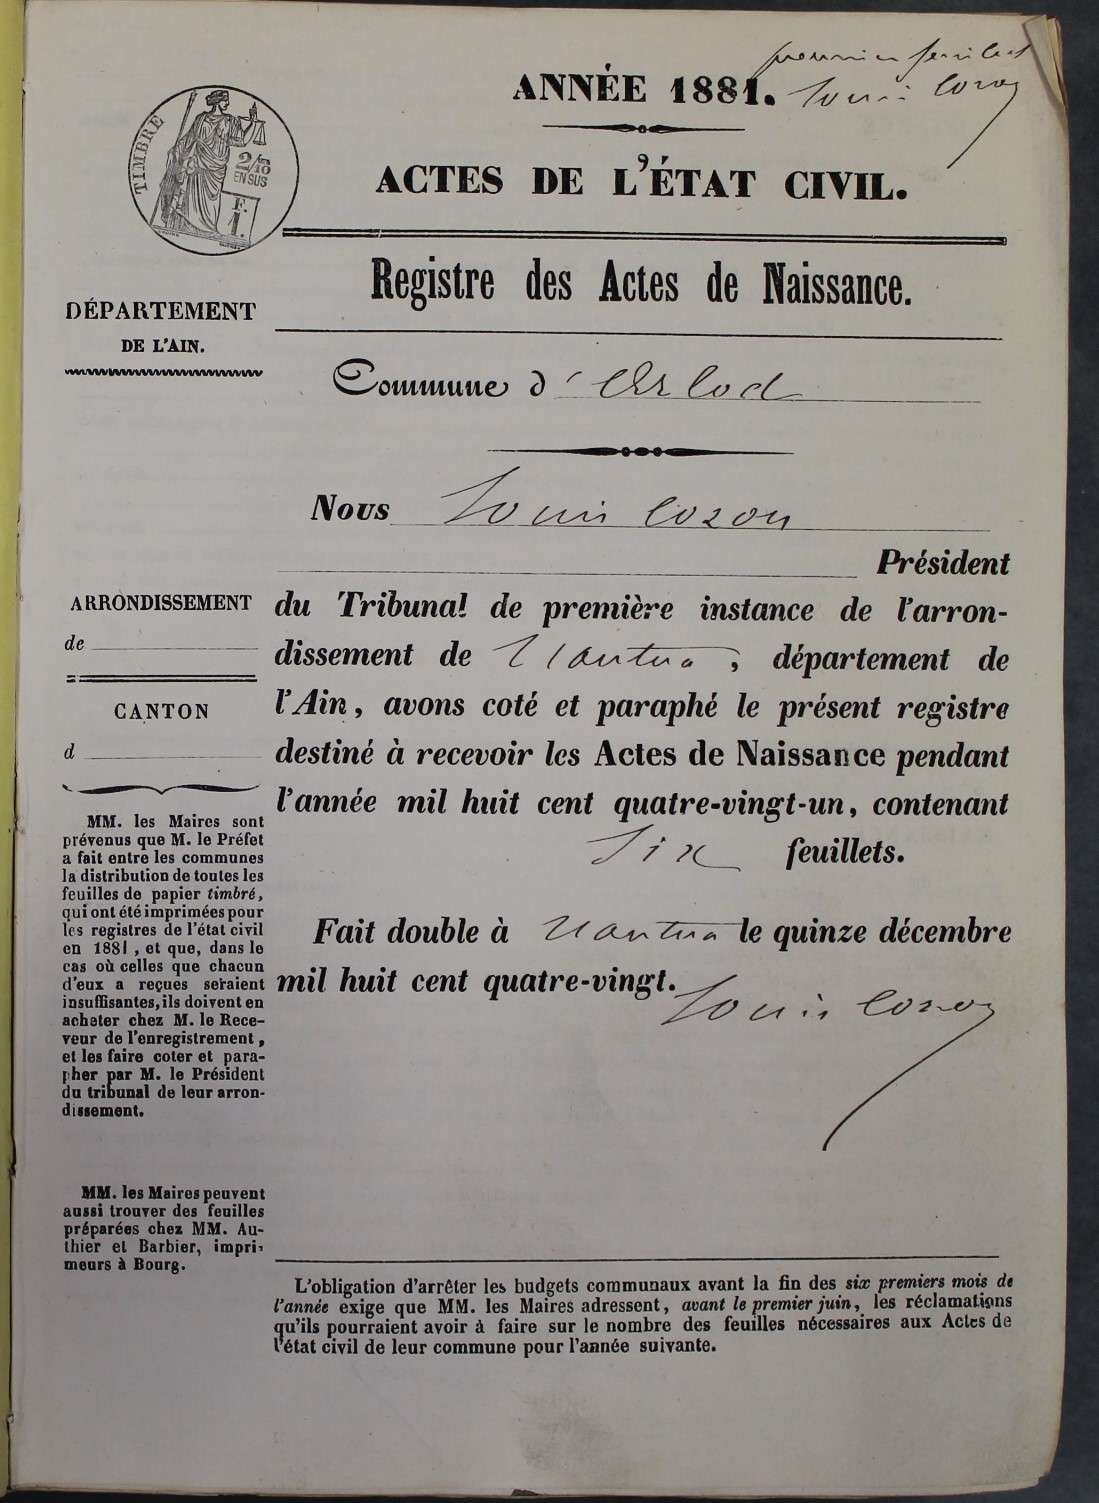 premier feuillet
ANNÉE 1881. Louis Cozon
TIMBRE
2/10
EN SUS
F.
1.
ACTES DE L'ÉTAT CIVIL.
Registre des Actes de Naissance.
DÉPARTEMENT
DE L'AIN.
Commune d'Arlod
Nous Louis Cozon
Président
du Tribunal de première instance de l'arron-
dissement de Nantua, département de
l'Ain, avons coté et paraphé le présent registre
destiné à recevoir les Actes de Naissance pendant
l'année mil huit cent quatre-vingt-un, contenant
six feuillets.
Fait double à Nantua le quinze décembre
mil huit cent quatre-vingt.
Louis Cozon
ARRONDISSEMENT
de
CANTON
d
MM. les Maires sont
prévenus que M. le Préfet
a fait entre les communes
la distribution de toutes les
feuilles de papier timbré,
qui ont été imprimées pour
les registres de l'état civil
en 1881, et que, dans le
cas où celles que chacun
d'eux a reçues seraient
insuffisantes, ils doivent en
acheter chez M. le Rece-
veur de l'enregistrement,
et les faire coter et para-
pher par M. le Président
du tribunal de leur arron-
dissement.
MM. les Maires peuvent
aussi trouver des feuilles
préparées chez MM. Au-
thier et Barbier, impri-
meurs à Bourg.
L'obligation d'arrêter les budgets communaux avant la fin des six premiers mois de
l'année exige que MM. les Maires adressent, avant le premier juin, les réclamations
qu'ils pourraient avoir à faire sur le nombre des feuilles nécessaires aux Actes de
l'état civil de leur commune pour l'année suivante.